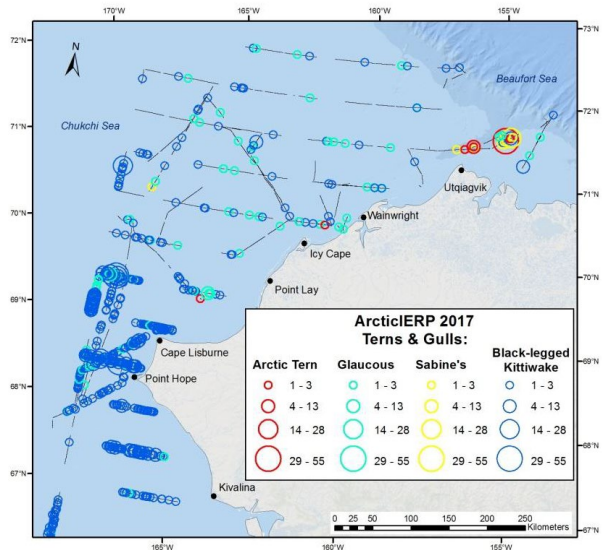 170°W 165°W 160°W 155°W
72°N 73°N
N
Beaufort Sea
72°N
Chukchi Sea
71°N
Utqiagvik
71°N
Wainwright
70°N
Icy Cape
70°N
Point Lay
69°N
ArcticIERP 2017
Terns & Gulls:
Cape Lisburne
Arctic Tern Glaucous Sabine's Black-legged Kittiwake
Point Hope
1 - 3 1 - 3 1 - 3 1 - 3
68°N
4 - 13 4 - 13 4 - 13 4 - 13
14 - 28 14 - 28 14 - 28 14 - 28
68°N
29 - 55 29 - 55 29 - 55 29 - 55
67°N
Kivalina
0 25 50 100 150 200 250
Kilometers
67°N
165°W 160°W 155°W